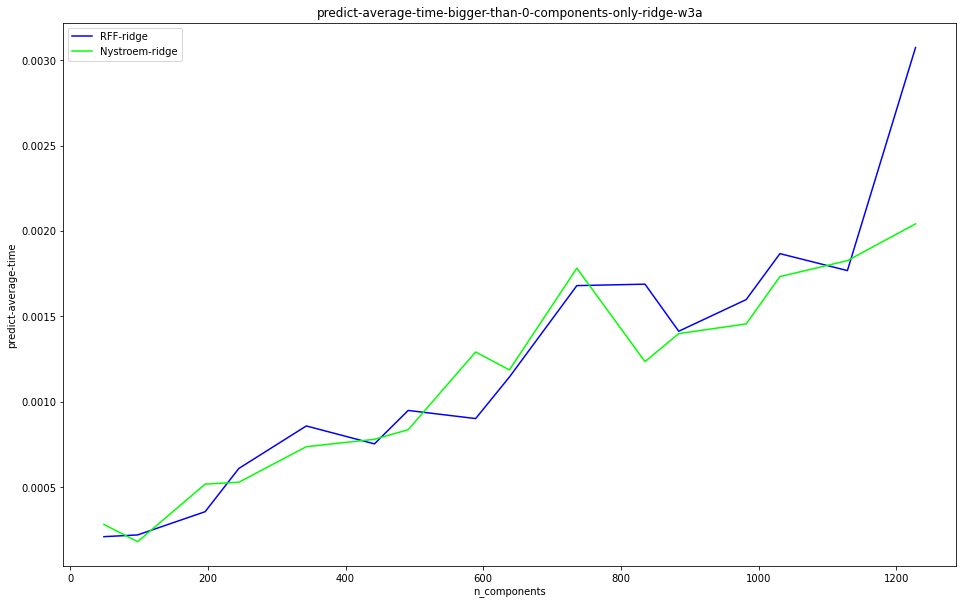 predict-average-time-bigger-than-0-components-only-ridge-w3a
RFF-ridge
Nystroem-ridge
predict-average-time
0.0030
0.0025
0.0020
0.0015
0.0010
0.0005
0 200 400 600 800 1000 1200
n_components